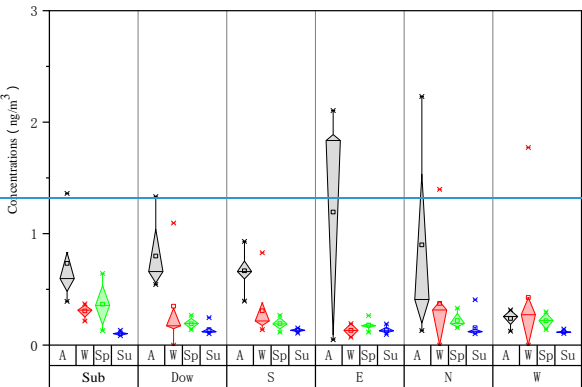 3
2
1
0
Concentrations ( ng/m³ )
A W Sp Su A W Sp Su A W Sp Su A W Sp Su A W Sp Su A W Sp Su
Sub Dow S E N W